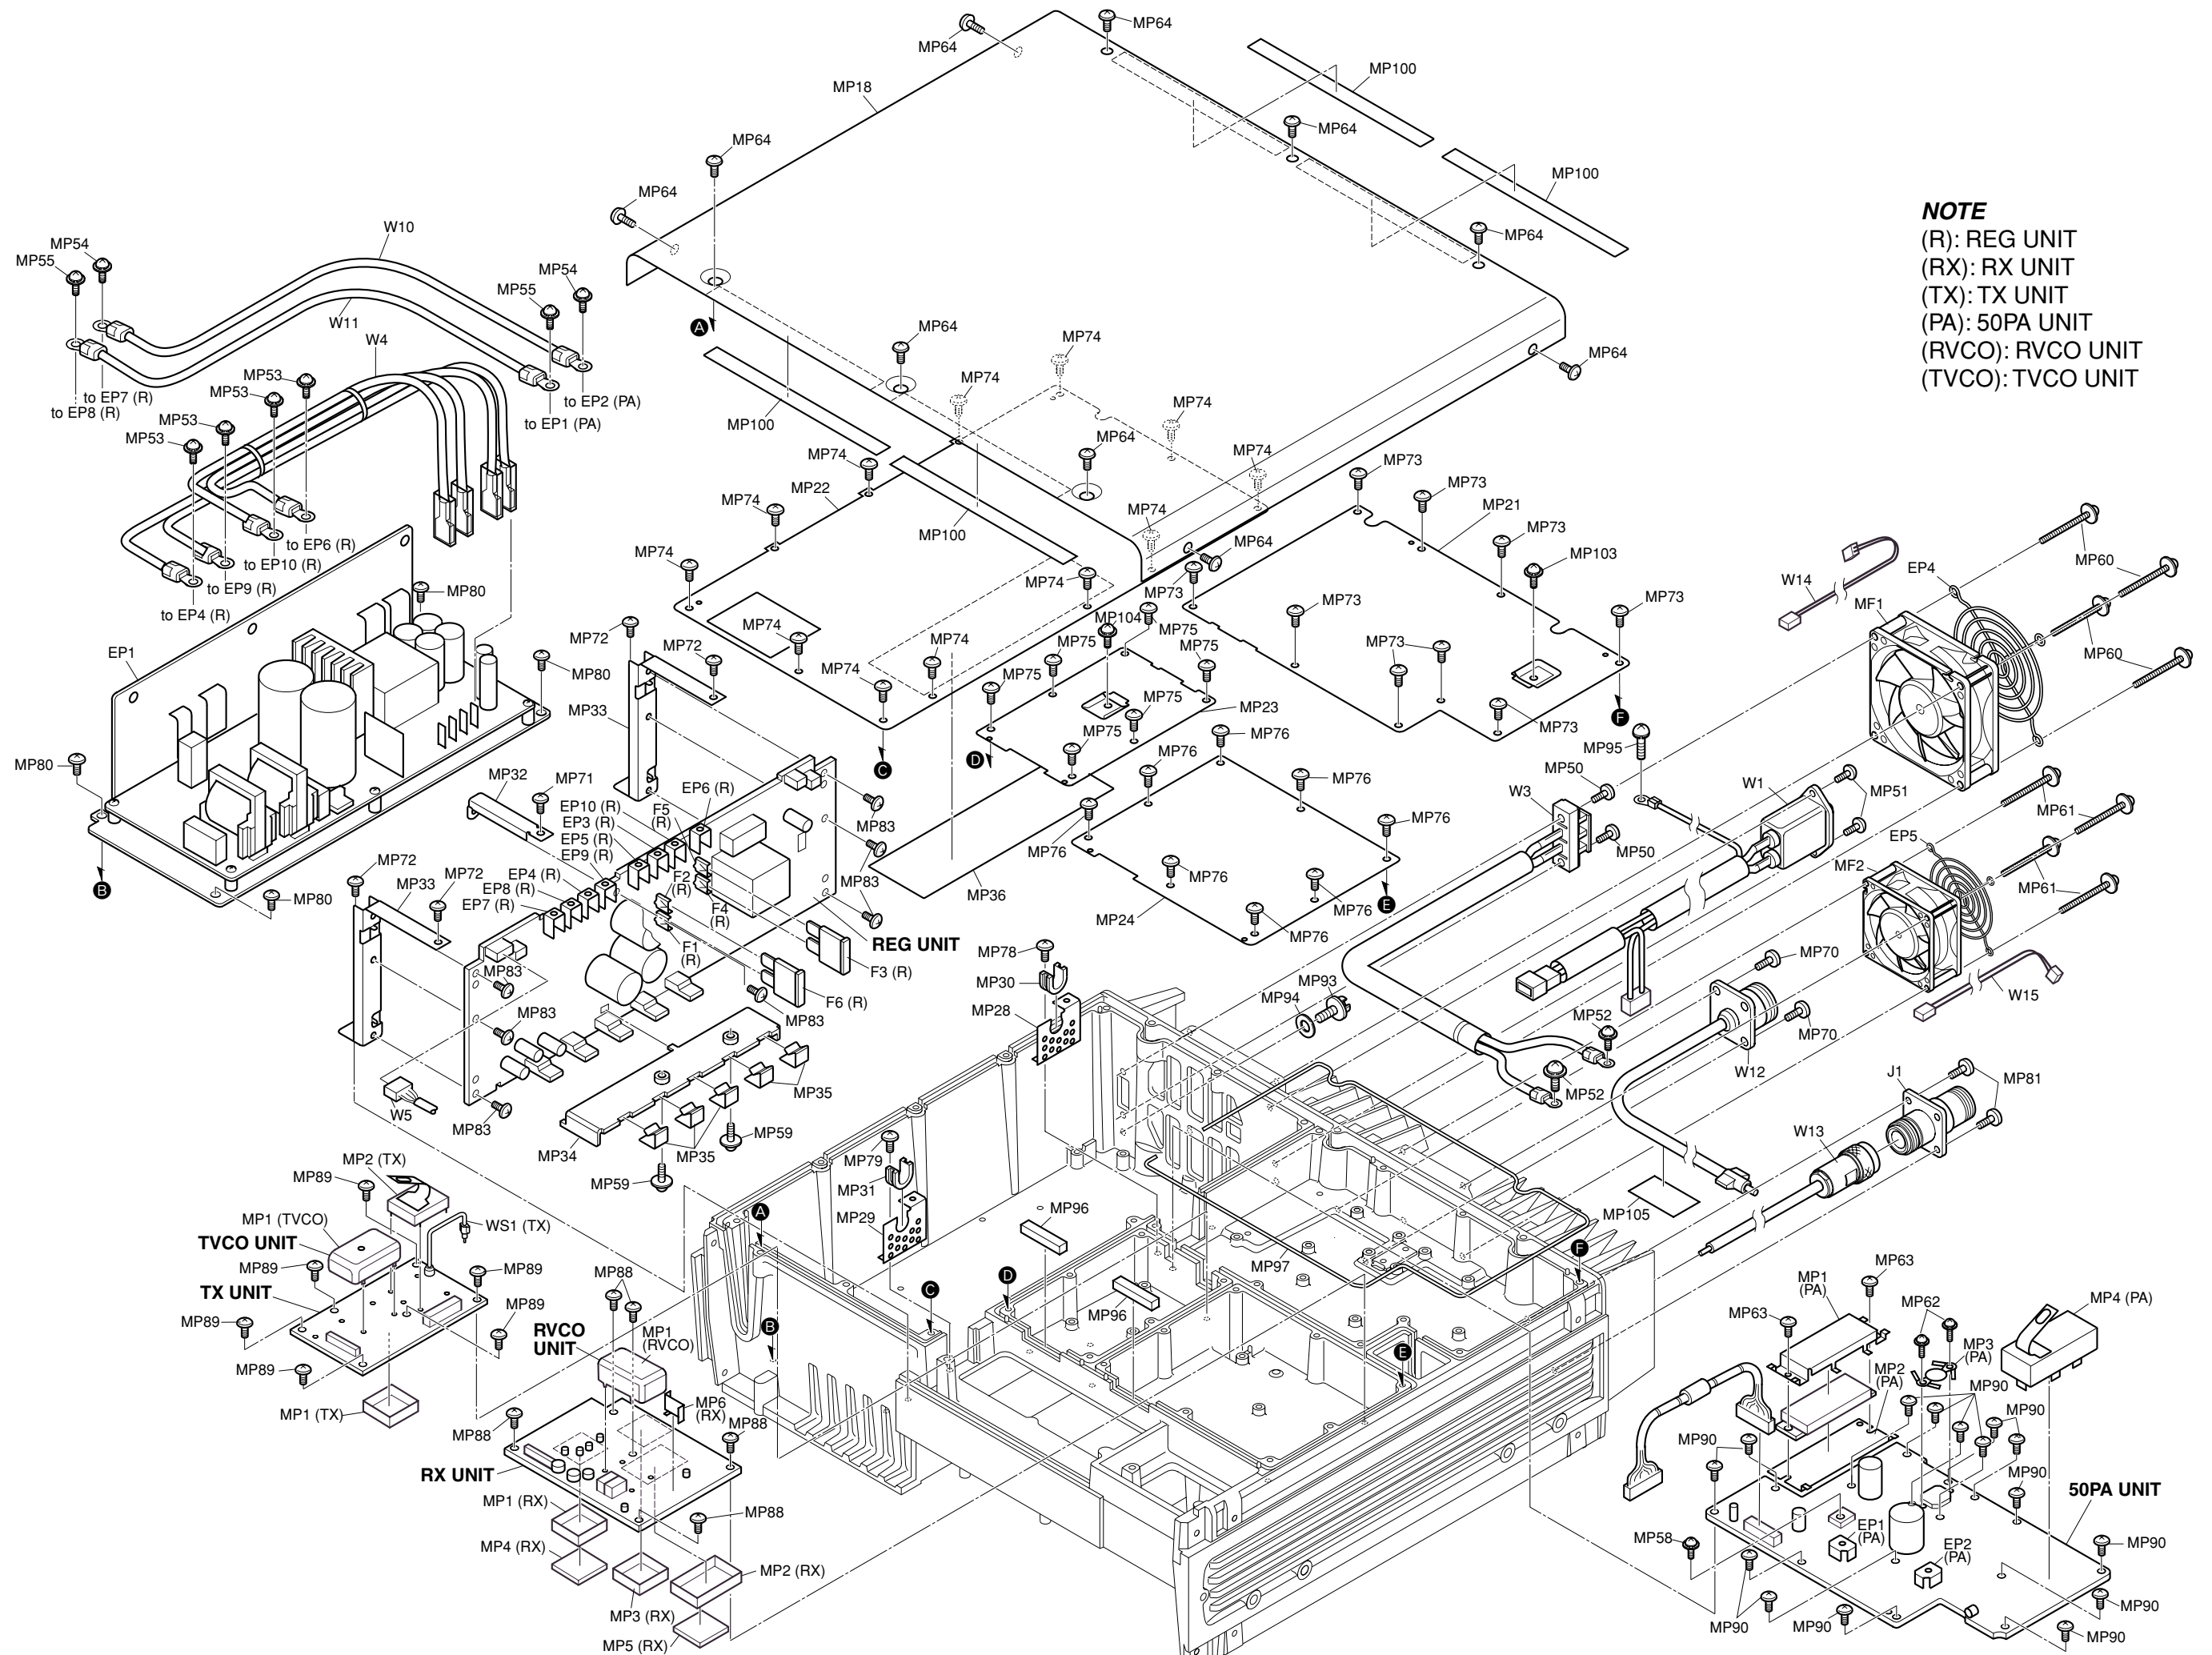 MP64
MP64
MP18
MP100
MP64
MP64
MP100
MP64
MP64
NOTE
(R): REG UNIT
(RX): RX UNIT
(TX): TX UNIT
(PA): 50PA UNIT
(RVCO): RVCO UNIT
(TVCO): TVCO UNIT
W10
MP54
MP55
MP54
MP55
W11
W4
MP53
MP53
MP53
MP53
to EP7 (R)
to EP8 (R)
to EP2 (PA)
to EP1 (PA)
to EP6 (R)
to EP10 (R)
to EP9 (R)
to EP4 (R)
A
MP64
MP74
MP74
MP64
MP100
MP74
MP64
MP74
MP74
MP22
MP74
MP74
MP100
MP74
MP64
MP74
MP74
MP74
MP74
MP74
C
MP73
MP73
MP21
MP73
MP103
MP73
MP73
MP73
MP73
MP73
F
MP104
MP75
MP75
MP75
MP75
MP75
MP75
MP23
D
MP76
MP76
MP76
MP76
MP76
MP76
MP76
MP76
MP24
E
MP36
EP1
MP80
MP80
MP80
MP80
B
MP72
MP72
MP33
MP32
MP71
MP72
MP33
MP72
EP6 (R)
F5
(R)
EP10 (R)
EP3 (R)
EP5 (R)
EP9 (R)
EP4 (R)
EP8 (R)
EP7 (R)
F2
(R)
F4
(R)
F1
(R)
F3 (R)
F6 (R)
REG UNIT
MP83
MP83
MP83
MP83
MP83
MP83
W5
MP34
MP35
MP35
MP59
MP59
MP78
MP30
MP28
MP79
MP31
MP29
MP93
MP94
MP96
MP96
MP97
MP95
MP50
MP50
W3
W1
MP51
MP52
MP52
W14
EP4
MF1
MP60
MP60
EP5
MF2
MP61
MP61
W15
MP70
MP70
W12
J1
MP81
W13
MP105
MP2 (TX)
MP89
MP1 (TVCO)
TVCO UNIT
WS1 (TX)
MP89
MP89
TX UNIT
MP89
MP89
MP89
MP1 (TX)
MP88
RVCO
UNIT
MP1
(RVCO)
MP6
(RX)
MP88
MP88
RX UNIT
MP1 (RX)
MP88
MP4 (RX)
MP2 (RX)
MP3 (RX)
MP5 (RX)
A
B
C
D
E
F
MP63
MP1
(PA)
MP63
MP62
MP4 (PA)
MP3
(PA)
MP2
(PA)
MP90
MP90
MP90
MP90
50PA UNIT
MP58
EP1
(PA)
EP2
(PA)
MP90
MP90
MP90
MP90
MP90